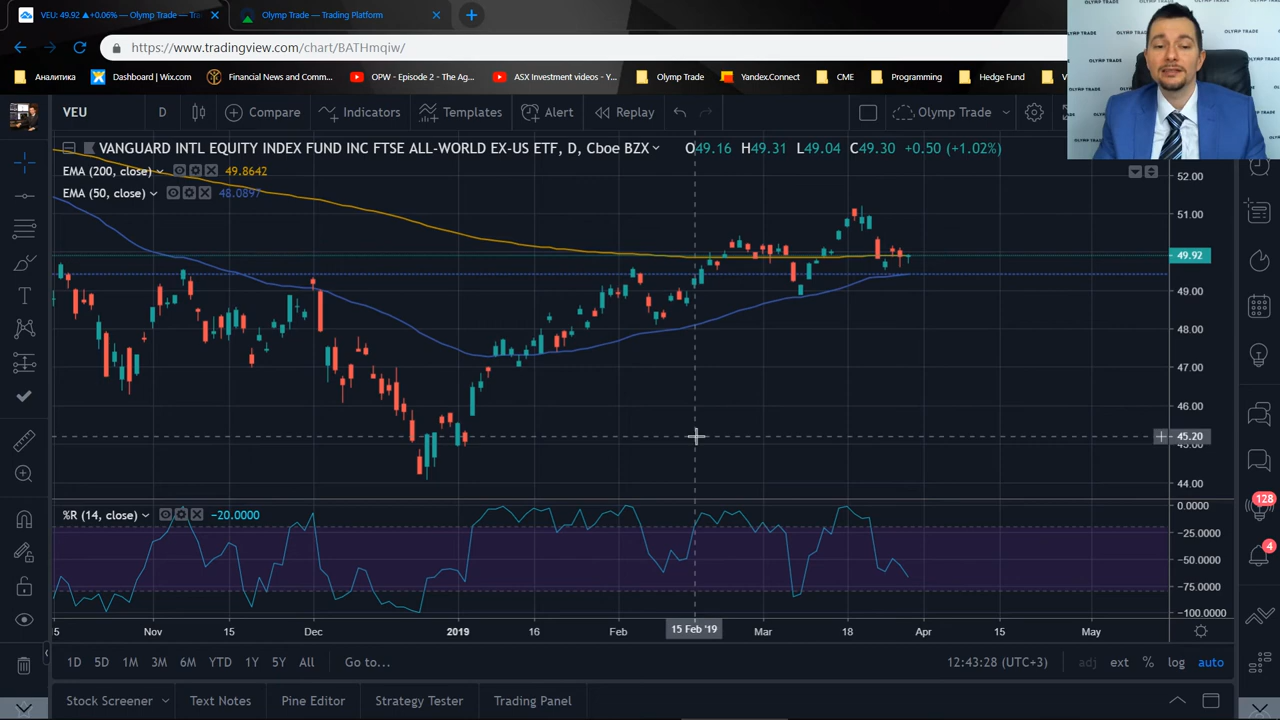 VEU: 49.92 ▲+0.06% — Olymp Trade
Olymp Trade — Trading Platform
https://www.tradingview.com/chart/BATHmqiw/
Аналитика
Dashboard | Wix.com
Financial News and Com...
ASX Investor Videos - Y...
Olymp Trade
Yandex.Connect
CME
Programming
Hedge Fund
OLYMP TRADE
VEU
D
Compare
Indicators
Templates
Alert
Replay
Olymp Trade
VANGUARD INTL EQUITY INDEX FUND INC FTSE ALL-WORLD EX-US ETF, D, Cboe BZX
O49.16 H49.31 L49.04 C49.30 +0.50 (+1.02%)
EMA (200, close) 49.8642
EMA (50, close) 48.0897
52.00
51.00
49.92
49.00
48.00
47.00
46.00
45.20
45.00
44.00
%R (14, close) −20.0000
0.0000
−25.0000
−50.0000
−75.0000
−100.0000
5
Nov
15
Dec
2019
16
Feb
15 Feb '19
Mar
18
Apr
15
May
128
4
1D 5D 1M 3M 6M YTD 1Y 5Y All
Go to...
12:43:28 (UTC+3)
adj ext % log auto
Stock Screener
Text Notes
Pine Editor
Strategy Tester
Trading Panel